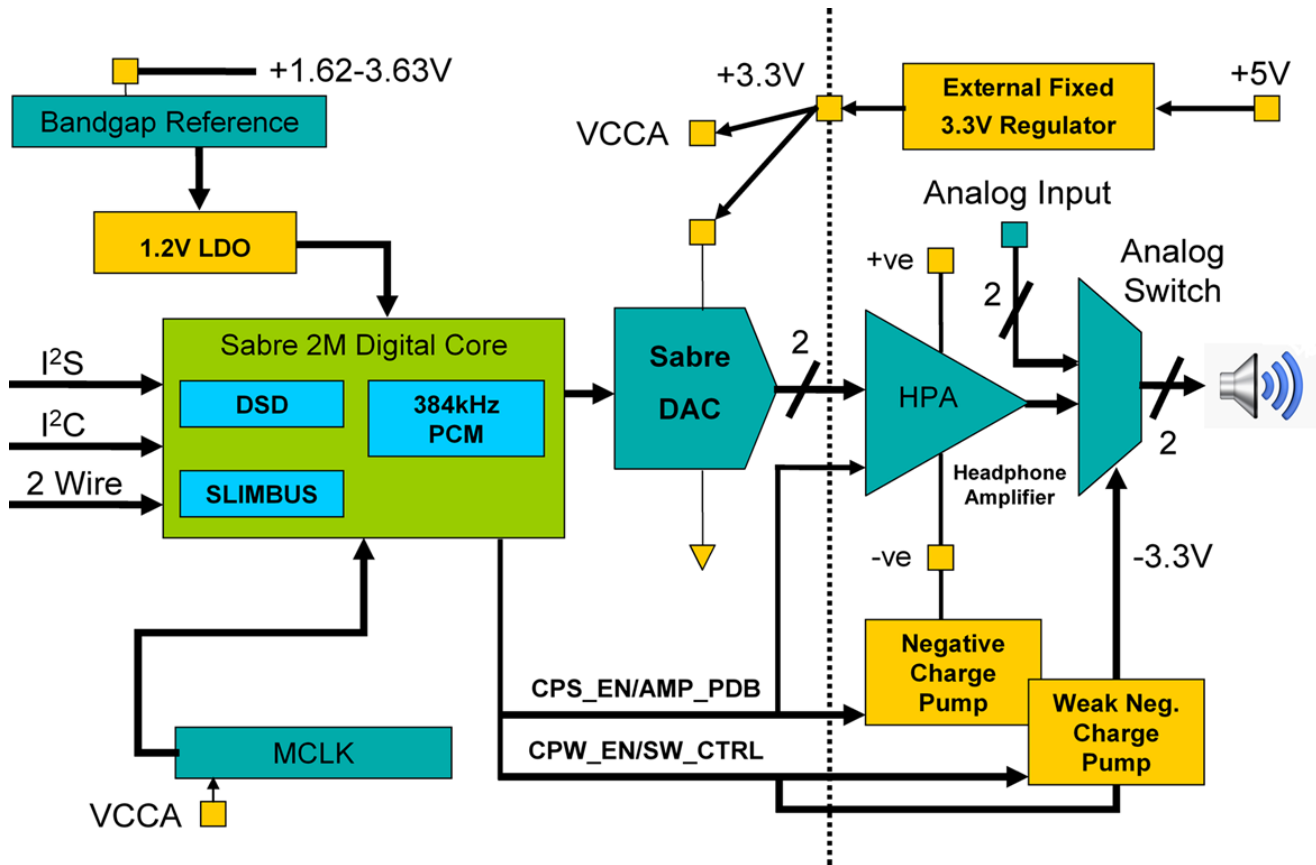 +1.62-3.63V
Bandgap Reference
1.2V LDO
+3.3V
VCCA
External Fixed
3.3V Regulator
+5V
Analog Input
2
Analog
Switch
+ve
I²S
I²C
2 Wire
Sabre 2M Digital Core
DSD
384kHz
PCM
SLIMBUS
Sabre
DAC
2
HPA
Headphone
Amplifier
2
-ve
-3.3V
Negative
Charge
Pump
Weak Neg.
Charge
Pump
CPS_EN/AMP_PDB
CPW_EN/SW_CTRL
MCLK
VCCA